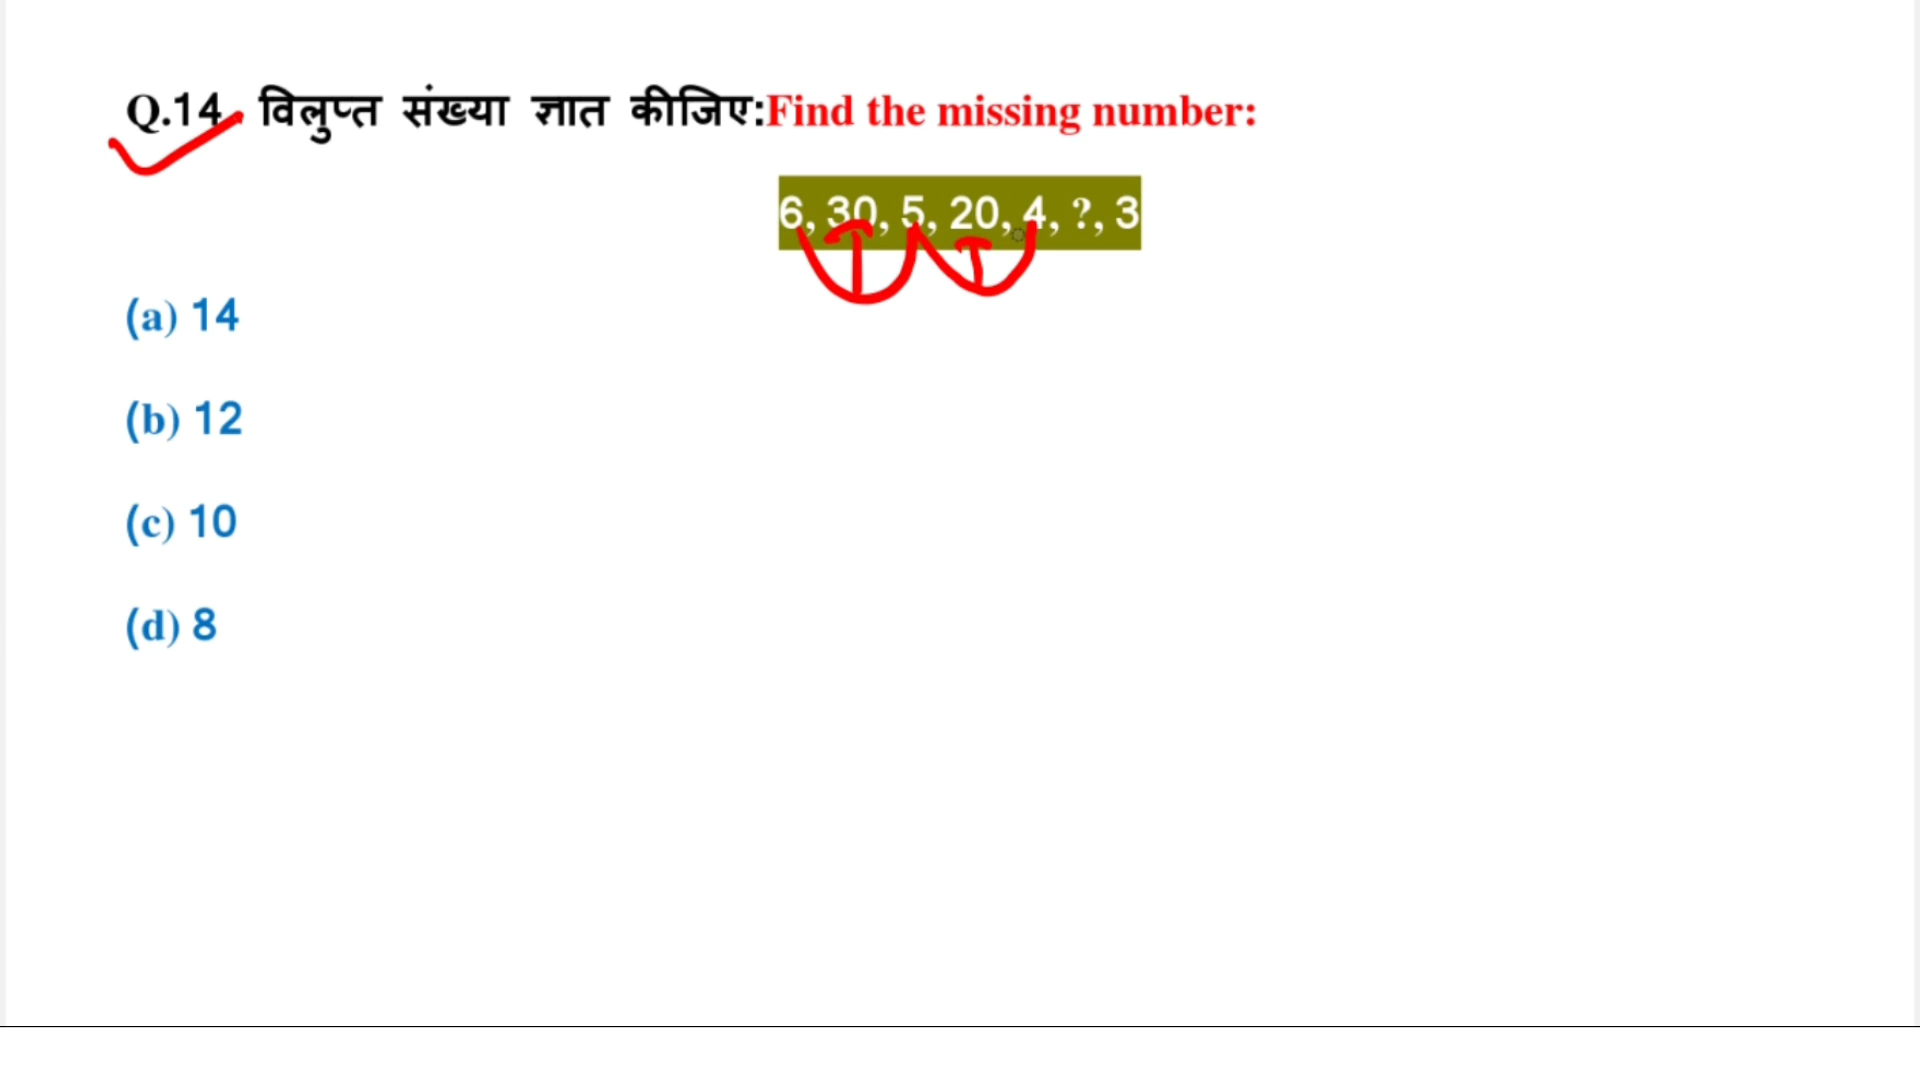 Q.14. विलुप्त संख्या ज्ञात कीजिए:Find the missing number:
6, 30, 5, 20, 4, ?, 3
(a) 14
(b) 12
(c) 10
(d) 8